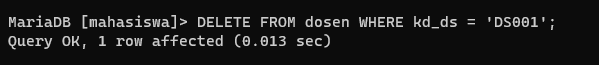 MariaDB [mahasiswa]> DELETE FROM dosen WHERE kd_ds = 'DS001';
Query OK, 1 row affected (0.013 sec)